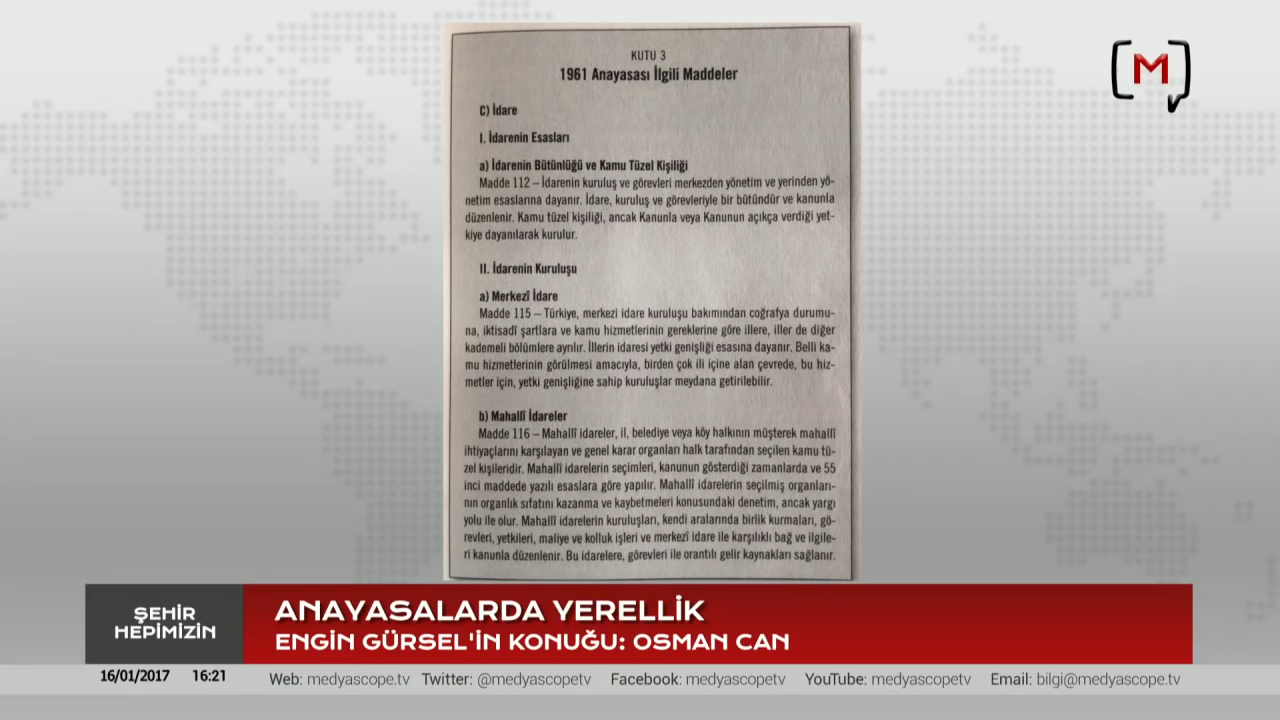 KUTU 3
1961 Anayasası İlgili Maddeler
C) İdare
I. İdarenin Esasları
a) İdarenin Bütünlüğü ve Kamu Tüzel Kişiliği
Madde 112 – İdarenin kuruluş ve görevleri merkezden yönetim ve yerinden yö-
netim esaslarına dayanır. İdare, kuruluş ve görevleriyle bir bütündür ve kanunla
düzenlenir. Kamu tüzel kişiliği, ancak Kanunla veya Kanunun açıkça verdiği yet-
kiye dayanılarak kurulur.
II. İdarenin Kuruluşu
a) Merkezî İdare
Madde 115 – Türkiye, merkezi idare kuruluşu bakımından coğrafya durumu-
na, iktisadî şartlara ve kamu hizmetlerinin gereklerine göre illere, iller de diğer
kademeli bölümlere ayrılır. İllerin idaresi yetki genişliği esasına dayanır. Belli ka-
mu hizmetlerinin görülmesi amacıyla, birden çok ili içine alan çevrede, bu hiz-
metler için, yetki genişliğine sahip kuruluşlar meydana getirilebilir.
b) Mahallî İdareler
Madde 116 – Mahallî idareler, il, belediye veya köy halkının müşterek mahallî
ihtiyaçlarını karşılayan ve genel karar organları halk tarafından seçilen kamu tü-
zel kişileridir. Mahallî idarelerin seçimleri, kanunun gösterdiği zamanlarda ve 55
inci maddede yazılı esaslara göre yapılır. Mahallî idarelerin seçilmiş organları-
nın organlık sıfatını kazanma ve kaybetmeleri konusundaki denetim, ancak yargı
yolu ile olur. Mahallî idarelerin kuruluşları, kendi aralarında birlik kurmaları, gö-
revleri, yetkileri, maliye ve kolluk işleri ve merkezî idare ile karşılıklı bağ ve ilgile-
ri kanunla düzenlenir. Bu idarelere, görevleri ile orantılı gelir kaynakları sağlanır.
M
ŞEHİR
HEPİMİZİN
ANAYASALARDA YERELLİK
ENGİN GÜRSEL'İN KONUĞU: OSMAN CAN
16/01/2017 16:21 Web: medyascope.tv Twitter: @medyascopetv Facebook: medyascopetv YouTube: medyascopetv Email: bilgi@medyascope.tv